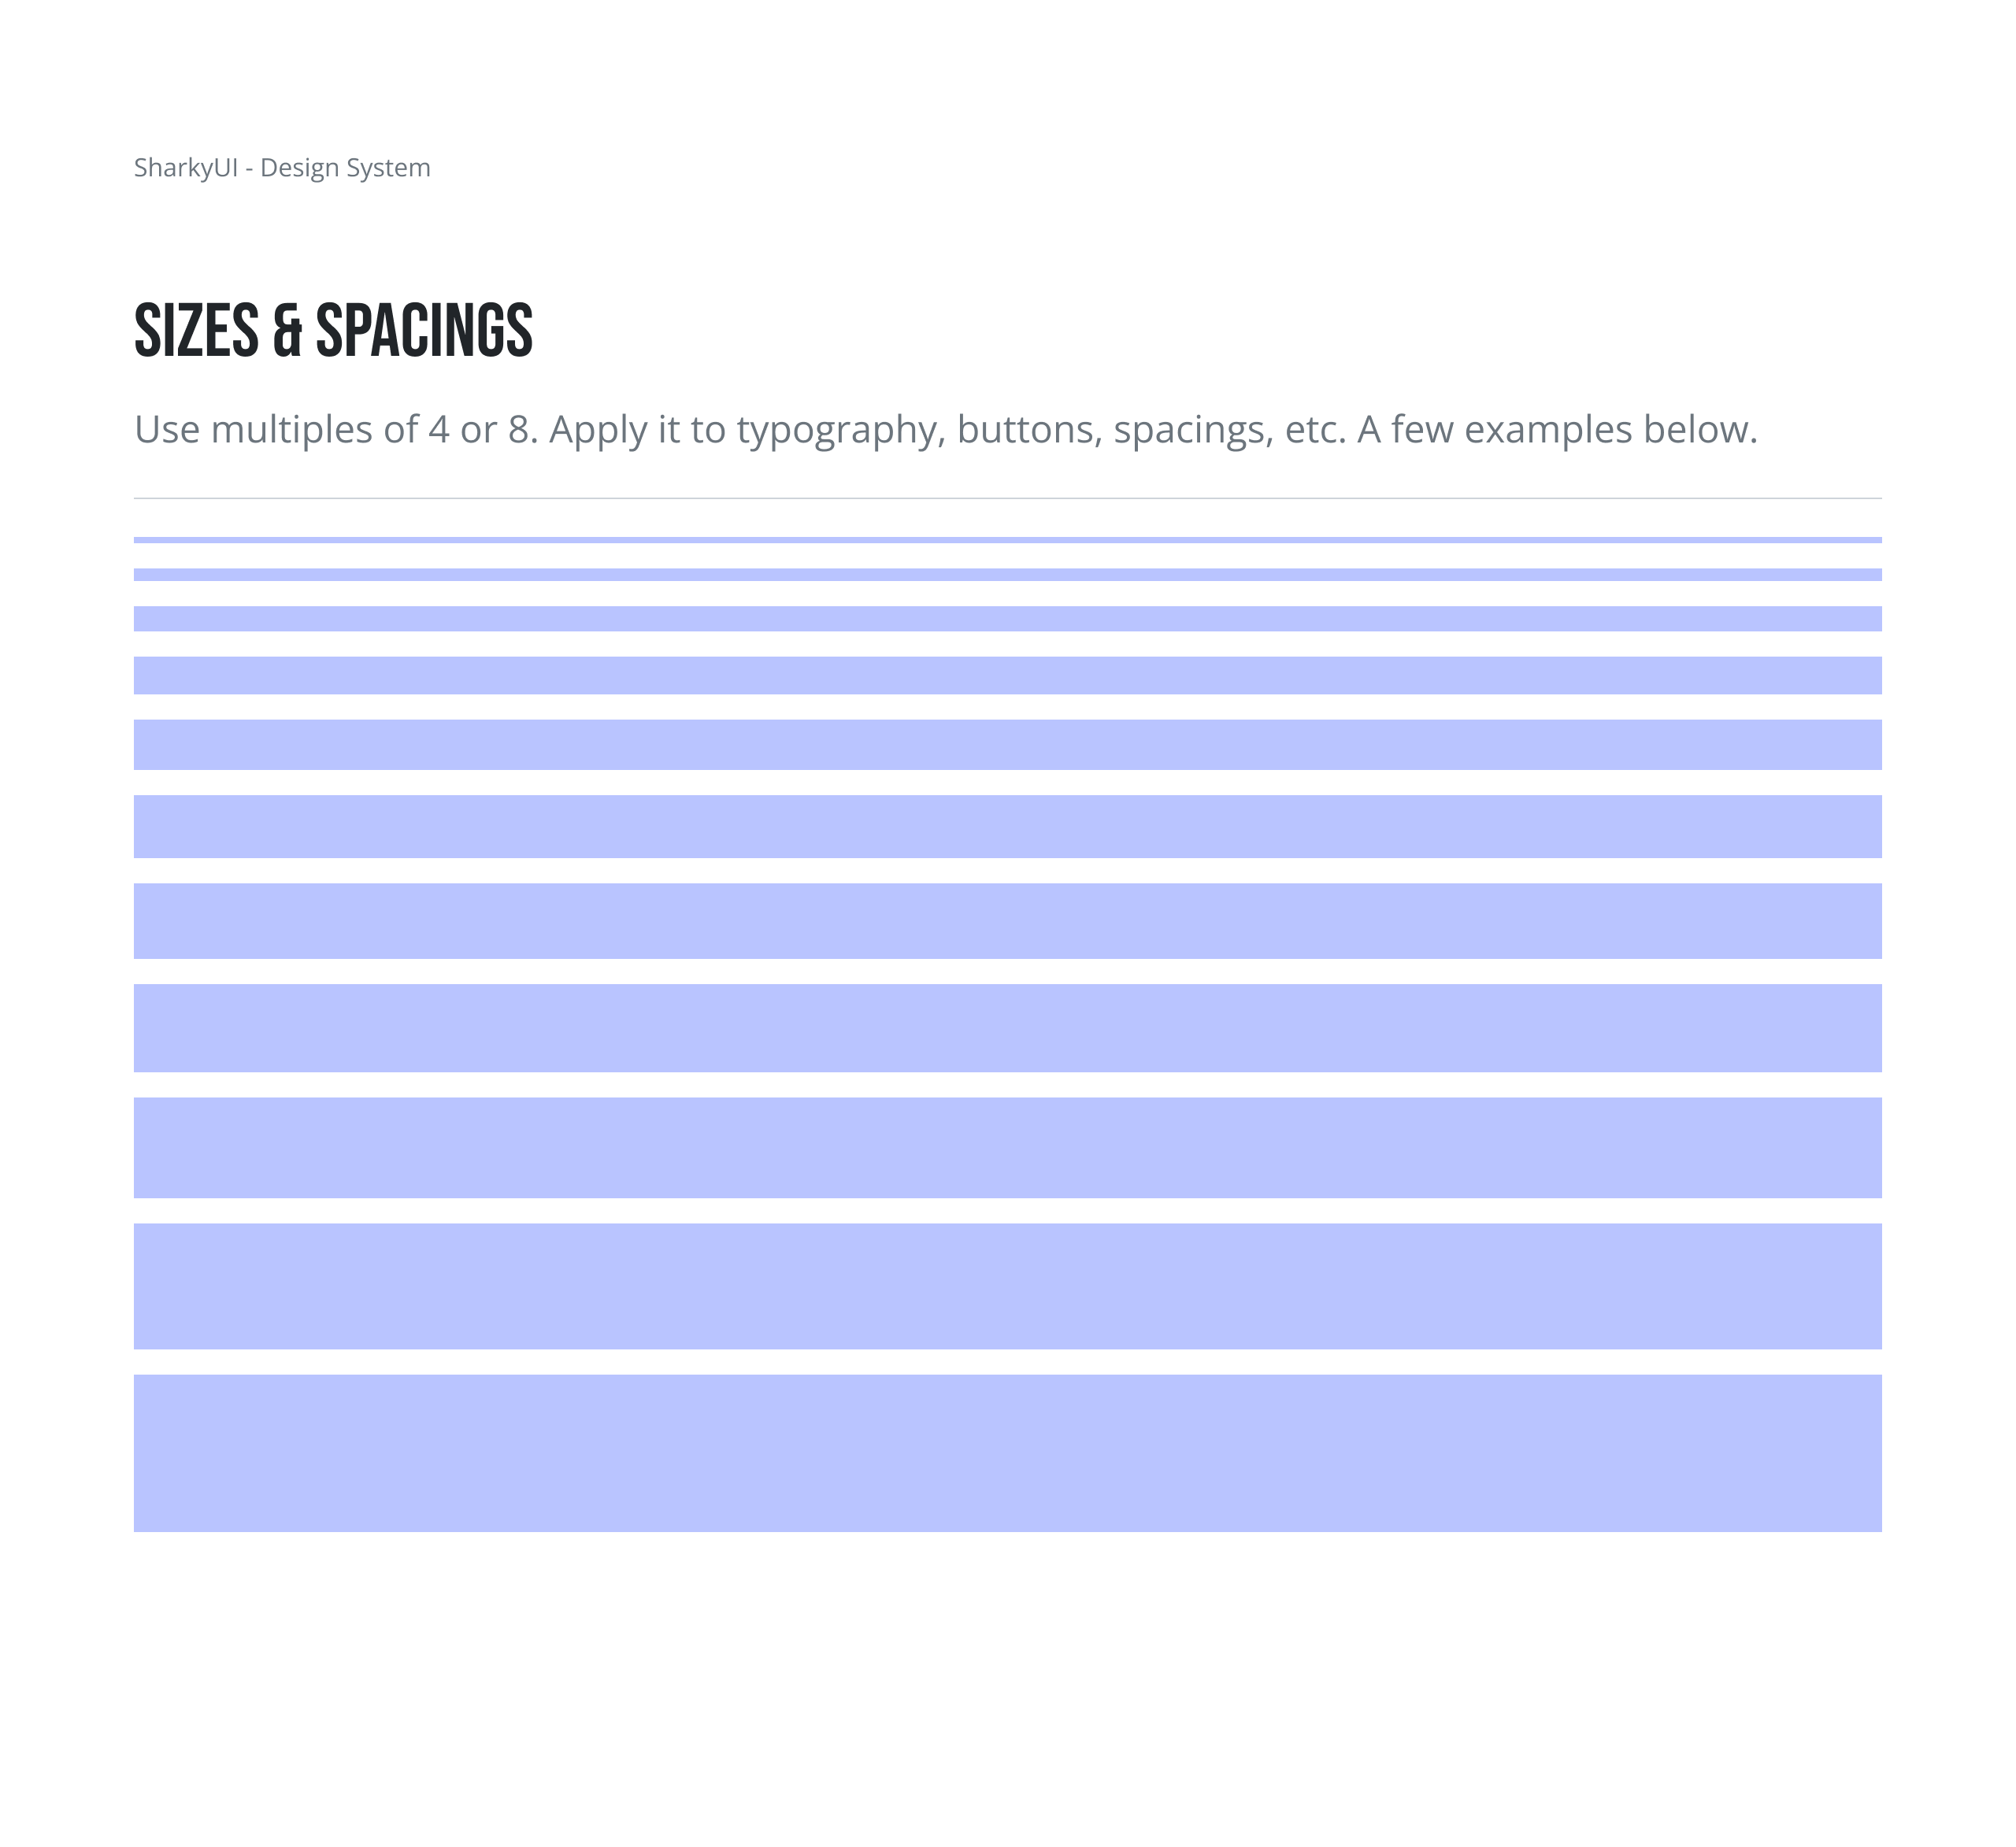 SharkyUI - Design System
SIZES & SPACINGS
Use multiples of 4 or 8. Apply it to typography, buttons, spacings, etc. A few examples below.